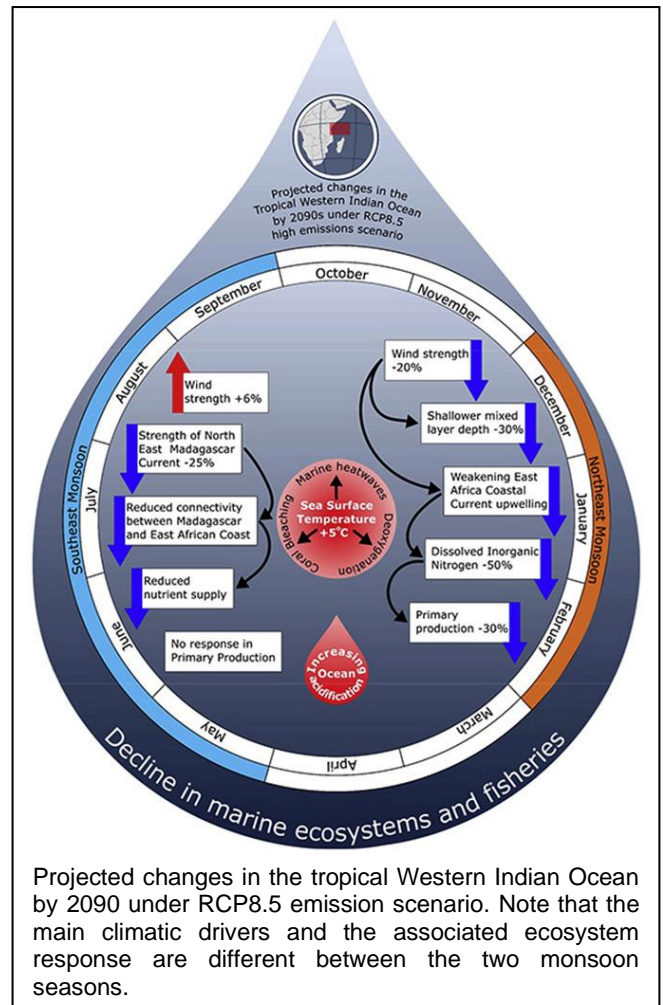 Projected changes in the
Tropical Western Indian Ocean
by 2090s under RCP8.5
high emissions scenario
October
September
November
August
December
July
January
June
February
May
March
April
Southeast Monsoon
Northeast Monsoon
Wind
strength +6%
Strength of North
East Madagascar
Current -25%
Reduced connectivity
between Madagascar
and East African Coast
Reduced
nutrient supply
No response in
Primary Production
Wind strength
-20%
Shallower mixed
layer depth -30%
Weakening East
Africa Coastal
Current upwelling
Dissolved Inorganic
Nitrogen -50%
Primary
production -30%
Marine heatwaves
Sea Surface
Temperature
+5°C
Coral Bleaching
Deoxygenation
Increasing
Ocean
acidification
Decline in marine ecosystems and fisheries
Projected changes in the tropical Western Indian Ocean
by 2090 under RCP8.5 emission scenario. Note that the
main climatic drivers and the associated ecosystem
response are different between the two monsoon
seasons.